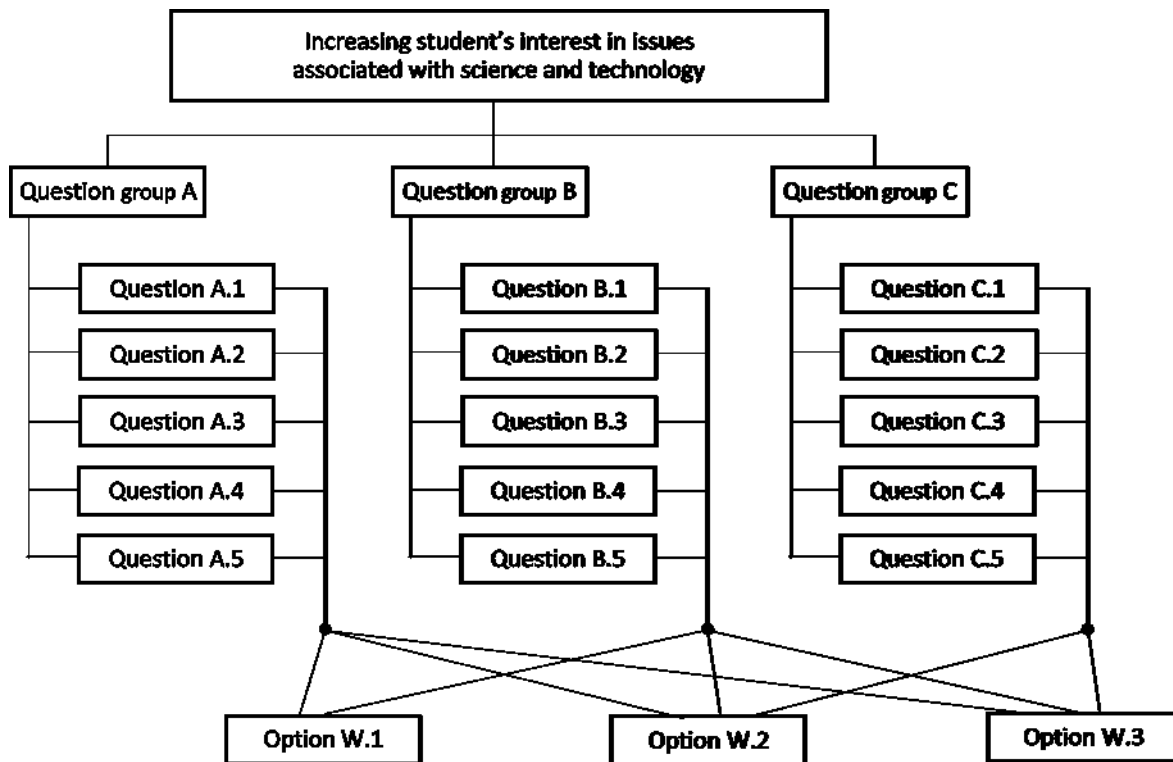 Increasing student's interest in issues
associated with science and technology
Question group A
Question group B
Question group C
Question A.1
Question B.1
Question C.1
Question A.2
Question B.2
Question C.2
Question A.3
Question B.3
Question C.3
Question A.4
Question B.4
Question C.4
Question A.5
Question B.5
Question C.5
Option W.1
Option W.2
Option W.3